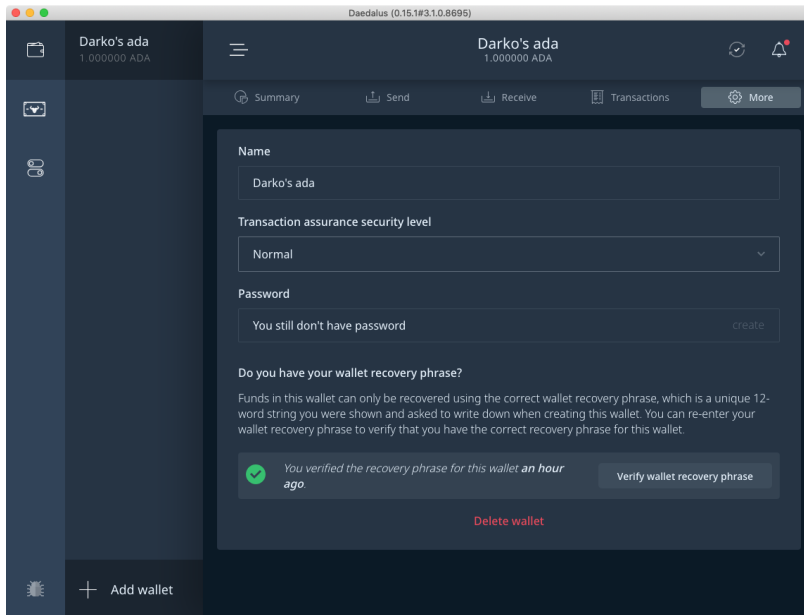 Daedalus (0.15.1#3.1.0.8695)
Darko's ada
1.000000 ADA
Darko's ada
1.000000 ADA
Summary
Send
Receive
Transactions
More
Name
Darko's ada
Transaction assurance security level
Normal
Password
You still don't have password
create
Do you have your wallet recovery phrase?
Funds in this wallet can only be recovered using the correct wallet recovery phrase, which is a unique 12-
word string you were shown and asked to write down when creating this wallet. You can re-enter your
wallet recovery phrase to verify that you have the correct recovery phrase for this wallet.
You verified the recovery phrase for this wallet an hour
ago.
Verify wallet recovery phrase
Delete wallet
Add wallet